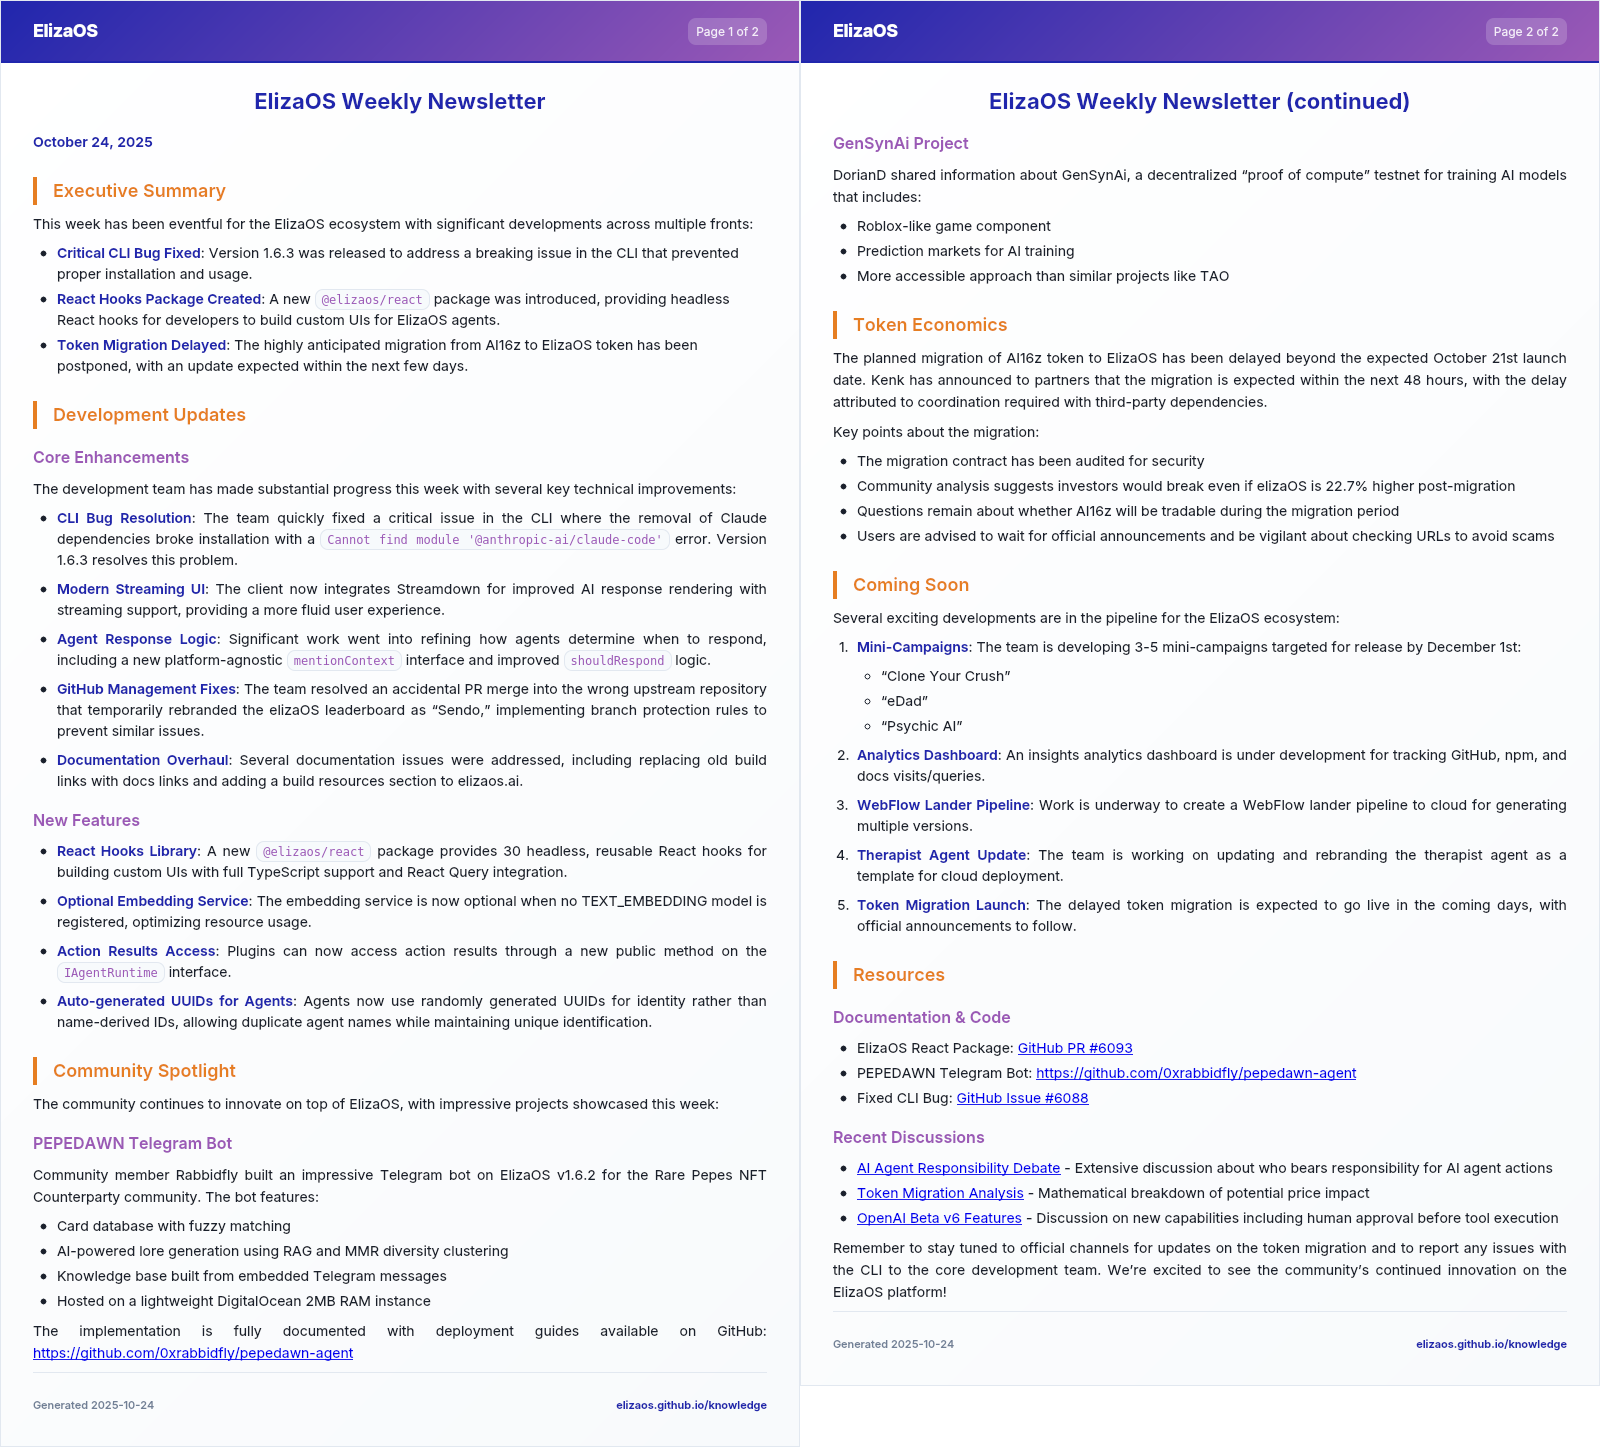 ElizaOS
Page 1 of 2
ElizaOS Weekly Newsletter
October 24, 2025
Executive Summary
This week has been eventful for the ElizaOS ecosystem with significant developments across multiple fronts:
• Critical CLI Bug Fixed: Version 1.6.3 was released to address a breaking issue in the CLI that prevented
proper installation and usage.
• React Hooks Package Created: A new @elizaos/react package was introduced, providing headless
React hooks for developers to build custom UIs for ElizaOS agents.
• Token Migration Delayed: The highly anticipated migration from AI16z to ElizaOS token has been
postponed, with an update expected within the next few days.
Development Updates
Core Enhancements
The development team has made substantial progress this week with several key technical improvements:
• CLI Bug Resolution: The team quickly fixed a critical issue in the CLI where the removal of Claude
dependencies broke installation with a Cannot find module '@anthropic-ai/claude-code' error. Version
1.6.3 resolves this problem.
• Modern Streaming UI: The client now integrates Streamdown for improved AI response rendering with
streaming support, providing a more fluid user experience.
• Agent Response Logic: Significant work went into refining how agents determine when to respond,
including a new platform-agnostic mentionContext interface and improved shouldRespond logic.
• GitHub Management Fixes: The team resolved an accidental PR merge into the wrong upstream repository
that temporarily rebranded the elizaOS leaderboard as “Sendo,” implementing branch protection rules to
prevent similar issues.
• Documentation Overhaul: Several documentation issues were addressed, including replacing old build
links with docs links and adding a build resources section to elizaos.ai.
New Features
• React Hooks Library: A new @elizaos/react package provides 30 headless, reusable React hooks for
building custom UIs with full TypeScript support and React Query integration.
• Optional Embedding Service: The embedding service is now optional when no TEXT_EMBEDDING model is
registered, optimizing resource usage.
• Action Results Access: Plugins can now access action results through a new public method on the
IAgentRuntime interface.
• Auto-generated UUIDs for Agents: Agents now use randomly generated UUIDs for identity rather than
name-derived IDs, allowing duplicate agent names while maintaining unique identification.
Community Spotlight
The community continues to innovate on top of ElizaOS, with impressive projects showcased this week:
PEPEDAWN Telegram Bot
Community member Rabbidfly built an impressive Telegram bot on ElizaOS v1.6.2 for the Rare Pepes NFT
Counterparty community. The bot features:
• Card database with fuzzy matching
• AI-powered lore generation using RAG and MMR diversity clustering
• Knowledge base built from embedded Telegram messages
• Hosted on a lightweight DigitalOcean 2MB RAM instance
The implementation is fully documented with deployment guides available on GitHub:
https://github.com/0xrabbidfly/pepedawn-agent
Generated 2025-10-24
elizaos.github.io/knowledge
ElizaOS
Page 2 of 2
ElizaOS Weekly Newsletter (continued)
GenSynAi Project
DorianD shared information about GenSynAi, a decentralized “proof of compute” testnet for training AI models
that includes:
• Roblox-like game component
• Prediction markets for AI training
• More accessible approach than similar projects like TAO
Token Economics
The planned migration of AI16z token to ElizaOS has been delayed beyond the expected October 21st launch
date. Kenk has announced to partners that the migration is expected within the next 48 hours, with the delay
attributed to coordination required with third-party dependencies.
Key points about the migration:
• The migration contract has been audited for security
• Community analysis suggests investors would break even if elizaOS is 22.7% higher post-migration
• Questions remain about whether AI16z will be tradable during the migration period
• Users are advised to wait for official announcements and be vigilant about checking URLs to avoid scams
Coming Soon
Several exciting developments are in the pipeline for the ElizaOS ecosystem:
1. Mini-Campaigns: The team is developing 3-5 mini-campaigns targeted for release by December 1st:
◦ “Clone Your Crush”
◦ “eDad”
◦ “Psychic AI”
2. Analytics Dashboard: An insights analytics dashboard is under development for tracking GitHub, npm, and
docs visits/queries.
3. WebFlow Lander Pipeline: Work is underway to create a WebFlow lander pipeline to cloud for generating
multiple versions.
4. Therapist Agent Update: The team is working on updating and rebranding the therapist agent as a
template for cloud deployment.
5. Token Migration Launch: The delayed token migration is expected to go live in the coming days, with
official announcements to follow.
Resources
Documentation & Code
• ElizaOS React Package: GitHub PR #6093
• PEPEDAWN Telegram Bot: https://github.com/0xrabbidfly/pepedawn-agent
• Fixed CLI Bug: GitHub Issue #6088
Recent Discussions
• AI Agent Responsibility Debate - Extensive discussion about who bears responsibility for AI agent actions
• Token Migration Analysis - Mathematical breakdown of potential price impact
• OpenAI Beta v6 Features - Discussion on new capabilities including human approval before tool execution
Remember to stay tuned to official channels for updates on the token migration and to report any issues with
the CLI to the core development team. We’re excited to see the community’s continued innovation on the
ElizaOS platform!
Generated 2025-10-24
elizaos.github.io/knowledge